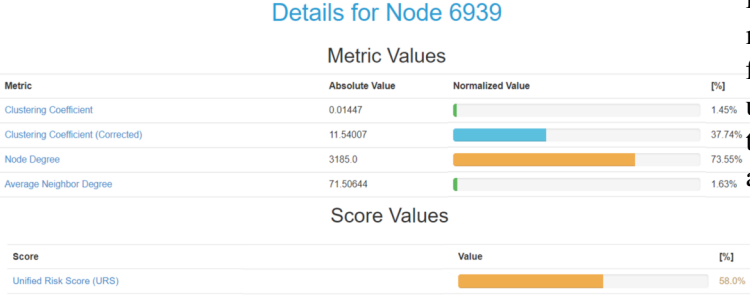 Details for Node 6939
Metric Values
Metric Absolute Value Normalized Value [%]
Clustering Coefficient 0.01447 1.45%
Clustering Coefficient (Corrected) 11.54007 37.74%
Node Degree 3185.0 73.55%
Average Neighbor Degree 71.50644 1.63%
Score Values
Score Value [%]
Unified Risk Score (URS) 58.0%